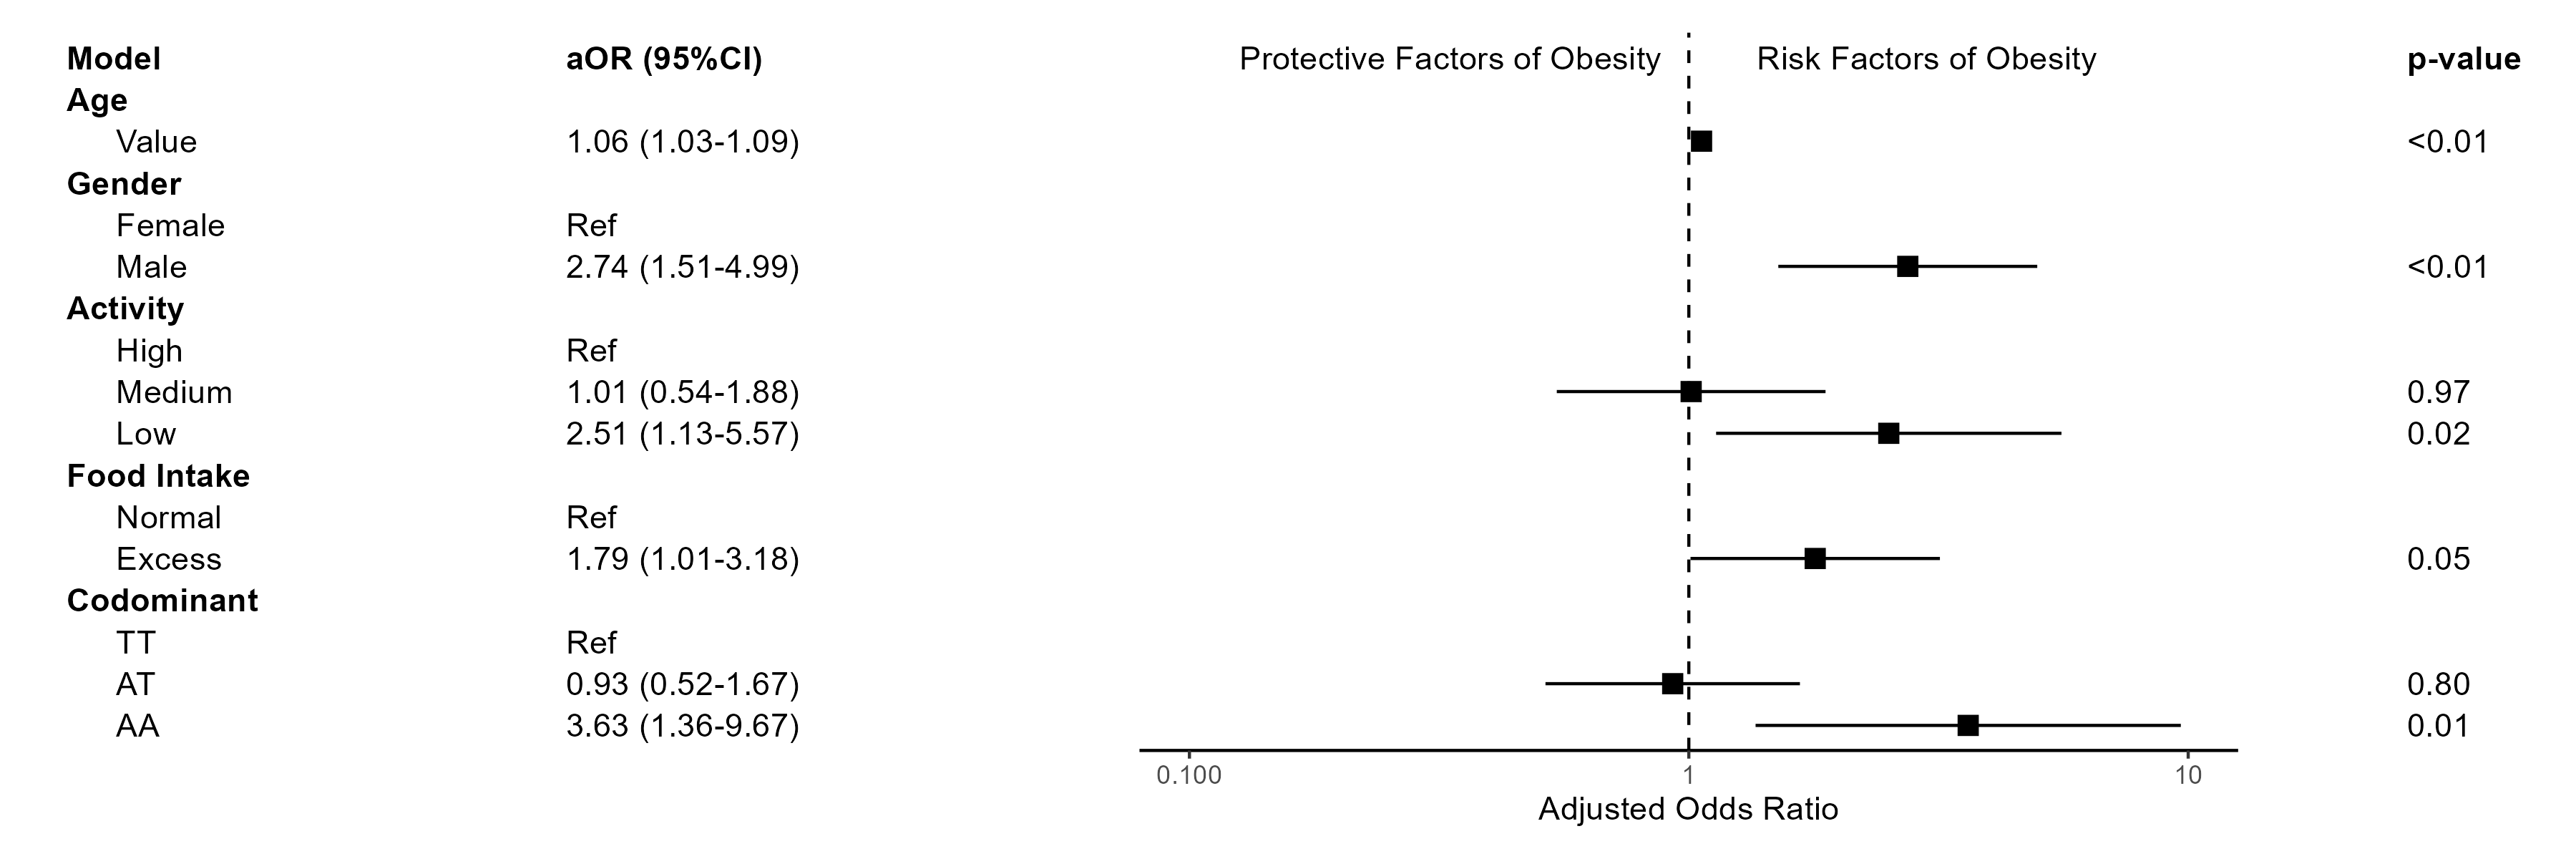 Model aOR (95%CI) Protective Factors of Obesity Risk Factors of Obesity p-value
Age
Value 1.06 (1.03-1.09) <0.01
Gender
Female Ref
Male 2.74 (1.51-4.99) <0.01
Activity
High Ref
Medium 1.01 (0.54-1.88) 0.97
Low 2.51 (1.13-5.57) 0.02
Food Intake
Normal Ref
Excess 1.79 (1.01-3.18) 0.05
Codominant
TT Ref
AT 0.93 (0.52-1.67) 0.80
AA 3.63 (1.36-9.67) 0.01
0.100 1 10
Adjusted Odds Ratio